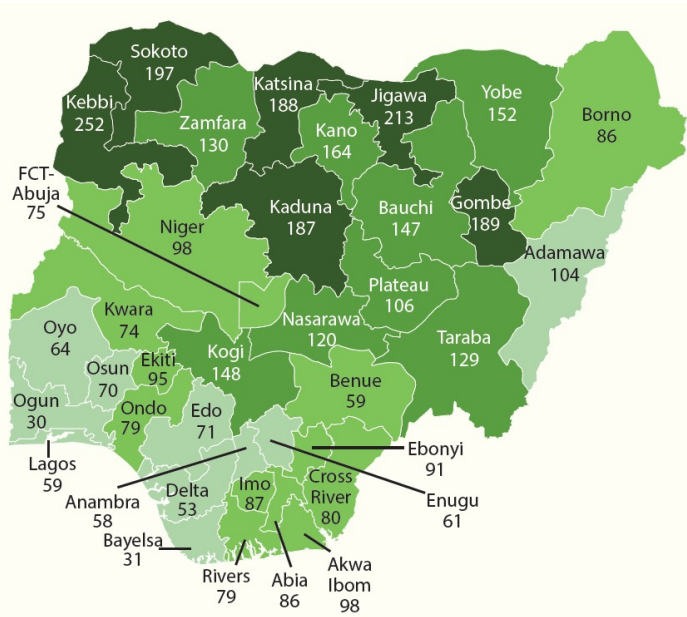 Sokoto
197
Kebbi
252
Zamfara
130
Katsina
188
Kano
164
Jigawa
213
Yobe
152
Borno
86
FCT-
Abuja
75
Niger
98
Kaduna
187
Bauchi
147
Gombe
189
Adamawa
104
Plateau
106
Nasarawa
120
Taraba
129
Kwara
74
Oyo
64
Osun
70
Ekiti
95
Kogi
148
Benue
59
Ogun
30
Ondo
79
Edo
71
Lagos
59
Ebonyi
91
Anambra
58
Delta
53
Imo
87
Cross
River
80
Enugu
61
Bayelsa
31
Rivers
79
Abia
86
Akwa
Ibom
98